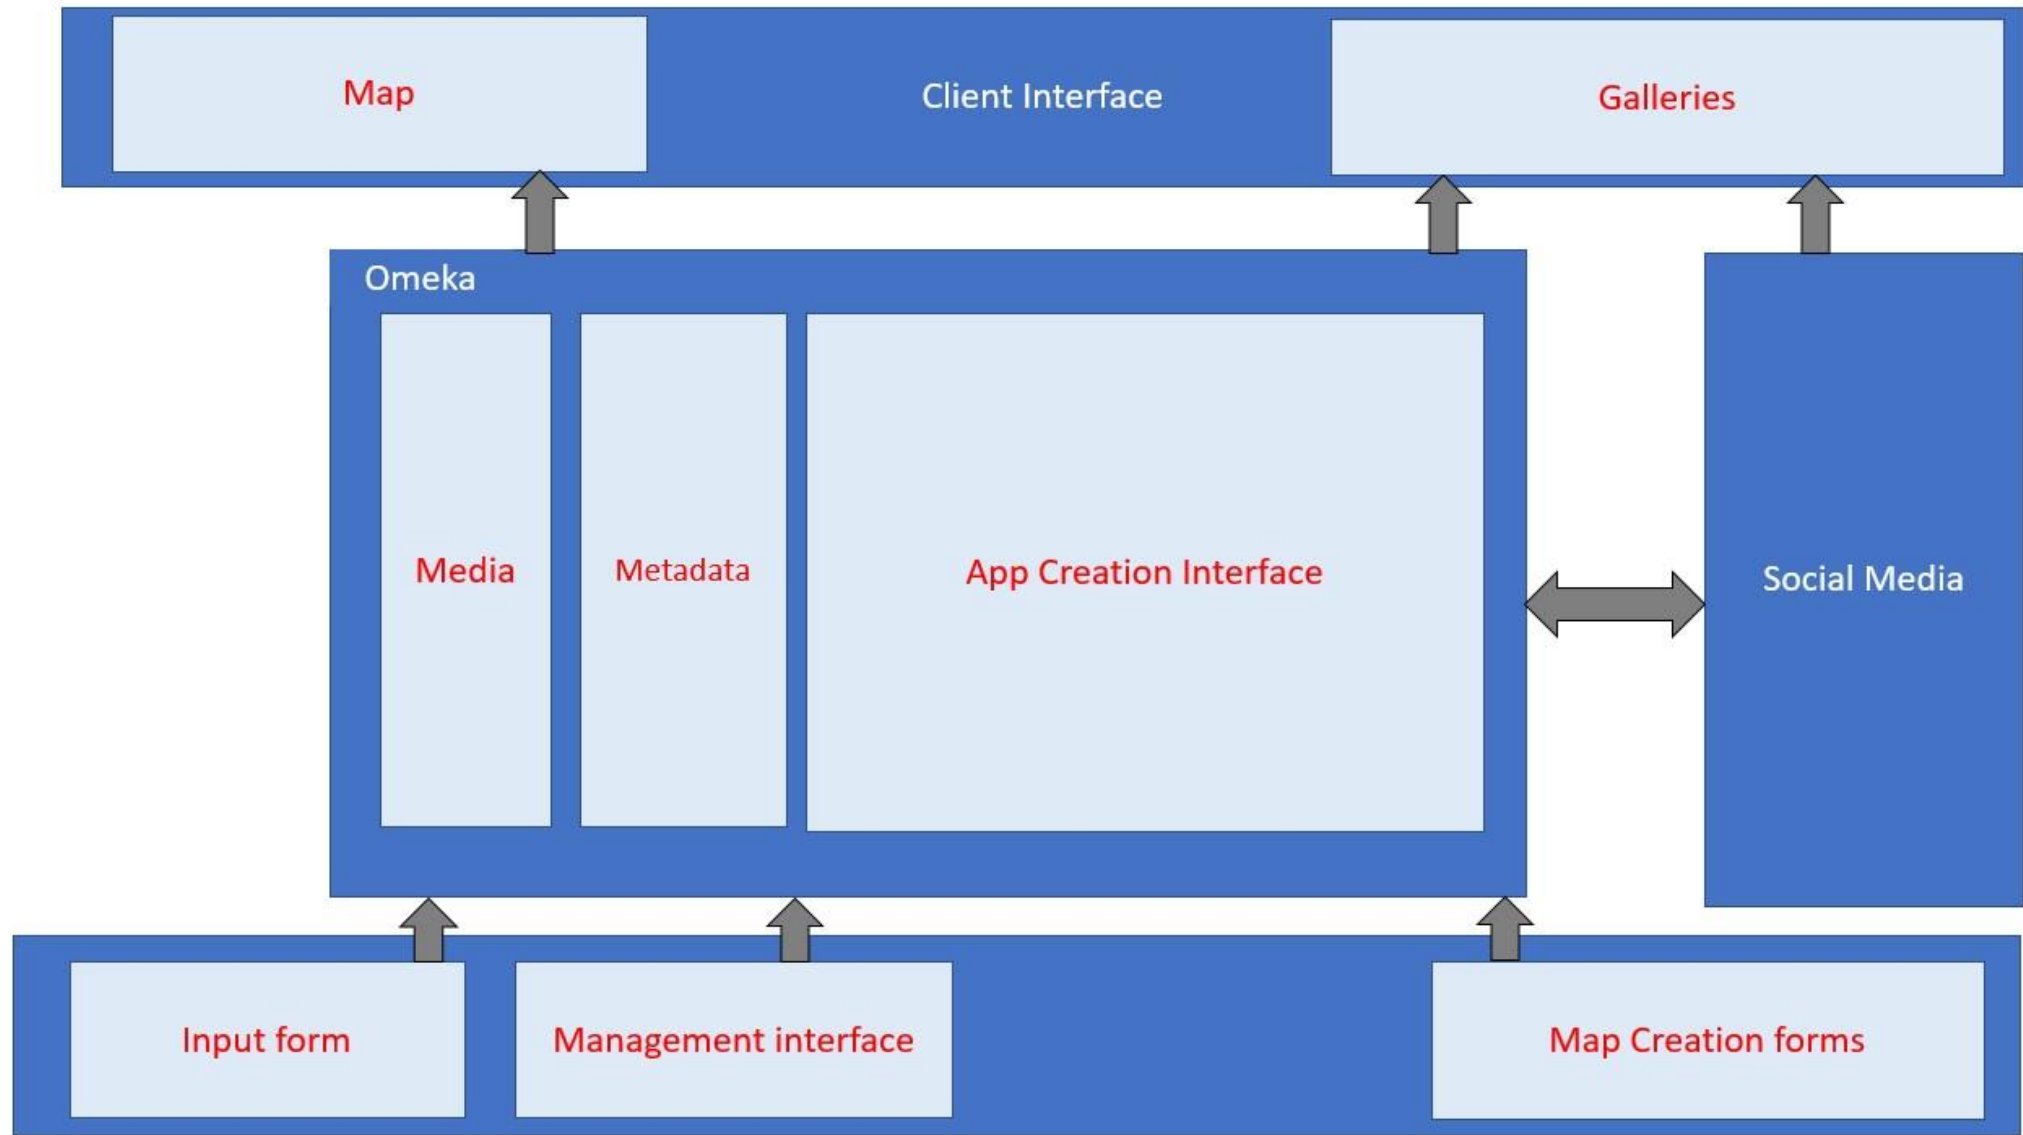 Map
Client Interface
Galleries
Omeka
Media
Metadata
App Creation Interface
Social Media
Input form
Management interface
Map Creation forms